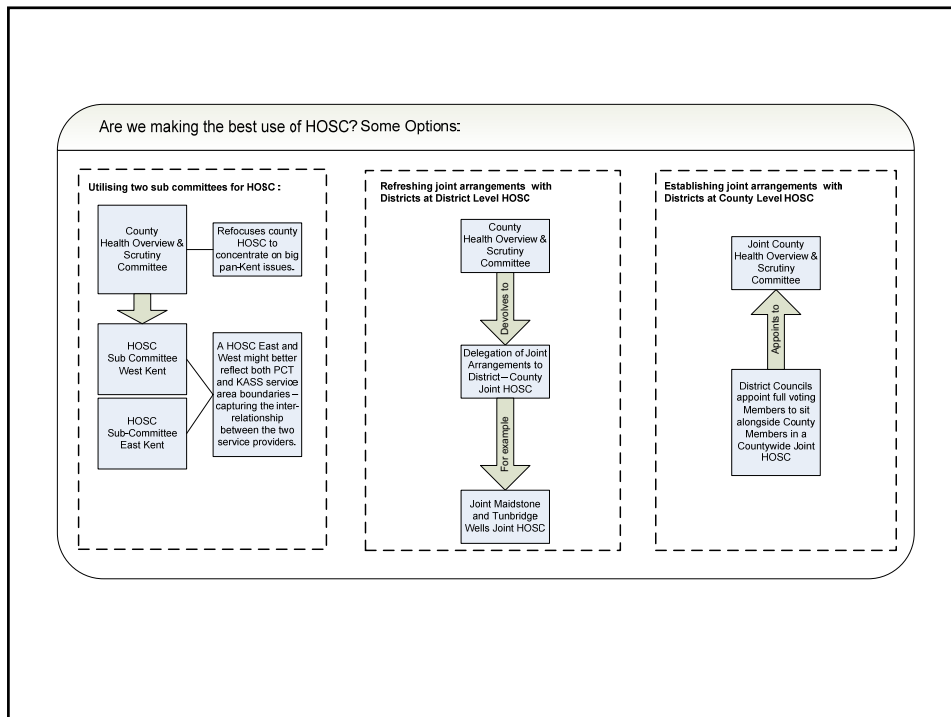 Are we making the best use of HOSC? Some Options:
Utilising two sub committees for HOSC :
County
Health Overview &
Scrutiny
Committee
Refocuses county
HOSC to
concentrate on big
pan-Kent issues.
HOSC
Sub Committee
West Kent
HOSC
Sub-Committee
East Kent
A HOSC East and
West might better
reflect both PCT
and KASS service
area boundaries –
capturing the inter-
relationship
between the two
service providers.
Refreshing joint arrangements with
Districts at District Level HOSC
County
Health Overview &
Scrutiny
Committee
Devolves to
Delegation of Joint
Arrangements to
District – County
Joint HOSC
For example
Joint Maidstone
and Tunbridge
Wells Joint HOSC
Establishing joint arrangements with
Districts at County Level HOSC
Joint County
Health Overview &
Scrutiny
Committee
Appoints to
District Councils
appoint full voting
Members to sit
alongside County
Members in a
Countywide Joint
HOSC